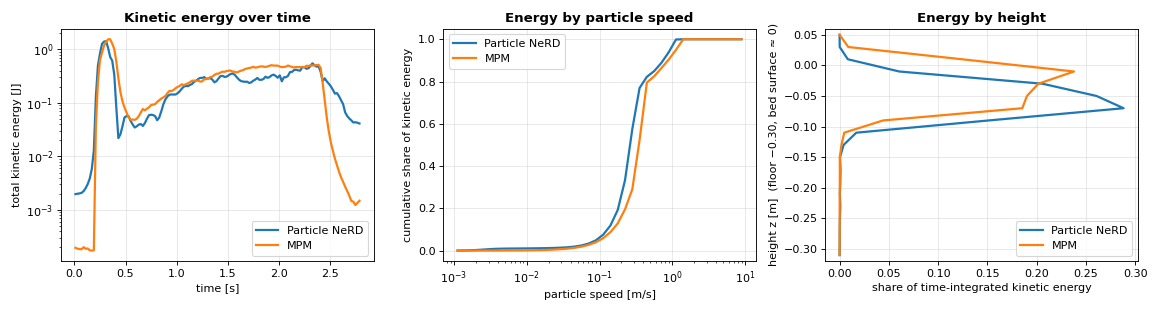 Kinetic energy over time
total kinetic energy [J]
10⁰
10⁻¹
10⁻²
10⁻³
Particle NeRD
MPM
0.0 0.5 1.0 1.5 2.0 2.5
time [s]
Energy by particle speed
cumulative share of kinetic energy
1.0
0.8
0.6
0.4
0.2
0.0
Particle NeRD
MPM
10⁻³ 10⁻² 10⁻¹ 10⁰ 10¹
particle speed [m/s]
Energy by height
height z [m] (floor −0.30, bed surface ≈ 0)
0.05
0.00
−0.05
−0.10
−0.15
−0.20
−0.25
−0.30
Particle NeRD
MPM
0.00 0.05 0.10 0.15 0.20 0.25 0.30
share of time-integrated kinetic energy